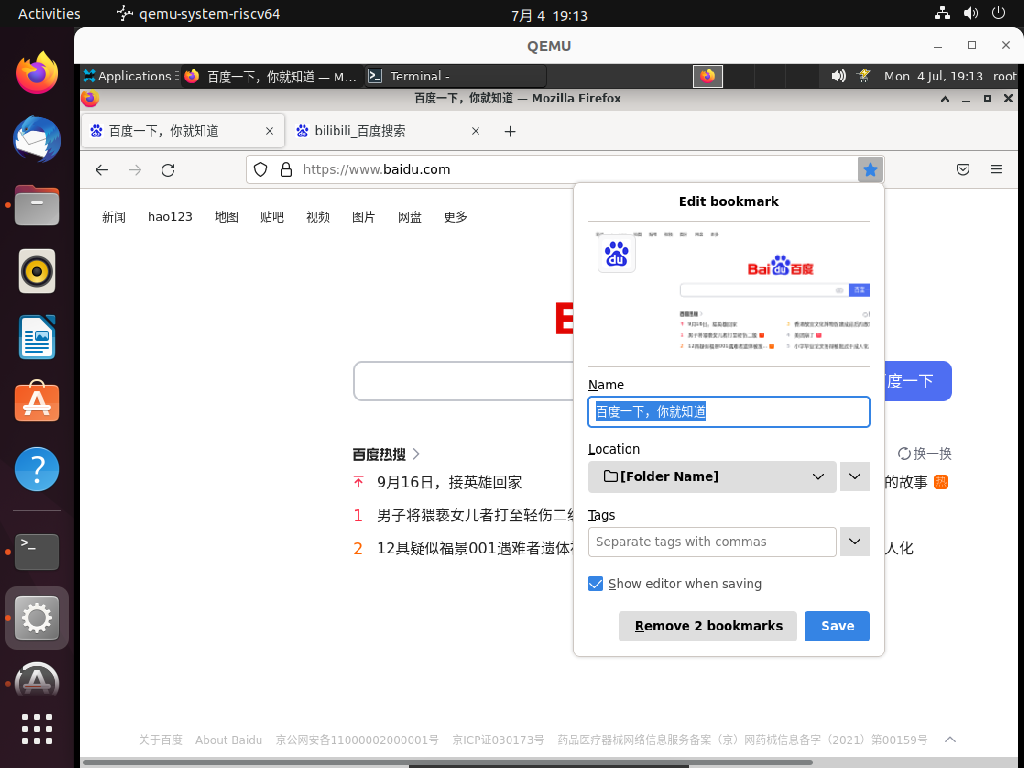 Activities
qemu-system-riscv64
7月 4 19:13
QEMU
Applications
百度一下，你就知道 — M...
Terminal -
Mon 4 Jul, 19:13 root
百度一下，你就知道 — Mozilla Firefox
百度一下，你就知道
bilibili_百度搜索
https://www.baidu.com
新闻 hao123 地图 贴吧 视频 图片 网盘 更多
Edit bookmark
du
Bai du 百度
Name
百度一下，你就知道
度一下
Location
[Folder Name]
百度热搜
换一换
9月16日，接英雄回家
的故事 热
Tags
1 男子将猥亵女儿者打至轻伤二级
Separate tags with commas
2 12具疑似福景001遇难者遗体
人化
Show editor when saving
Remove 2 bookmarks
Save
关于百度 About Baidu 京公网安备11000002000001号 京ICP证030173号 药品医疗器械网络信息服务备案（京）网药械信息备字（2021）第00159号